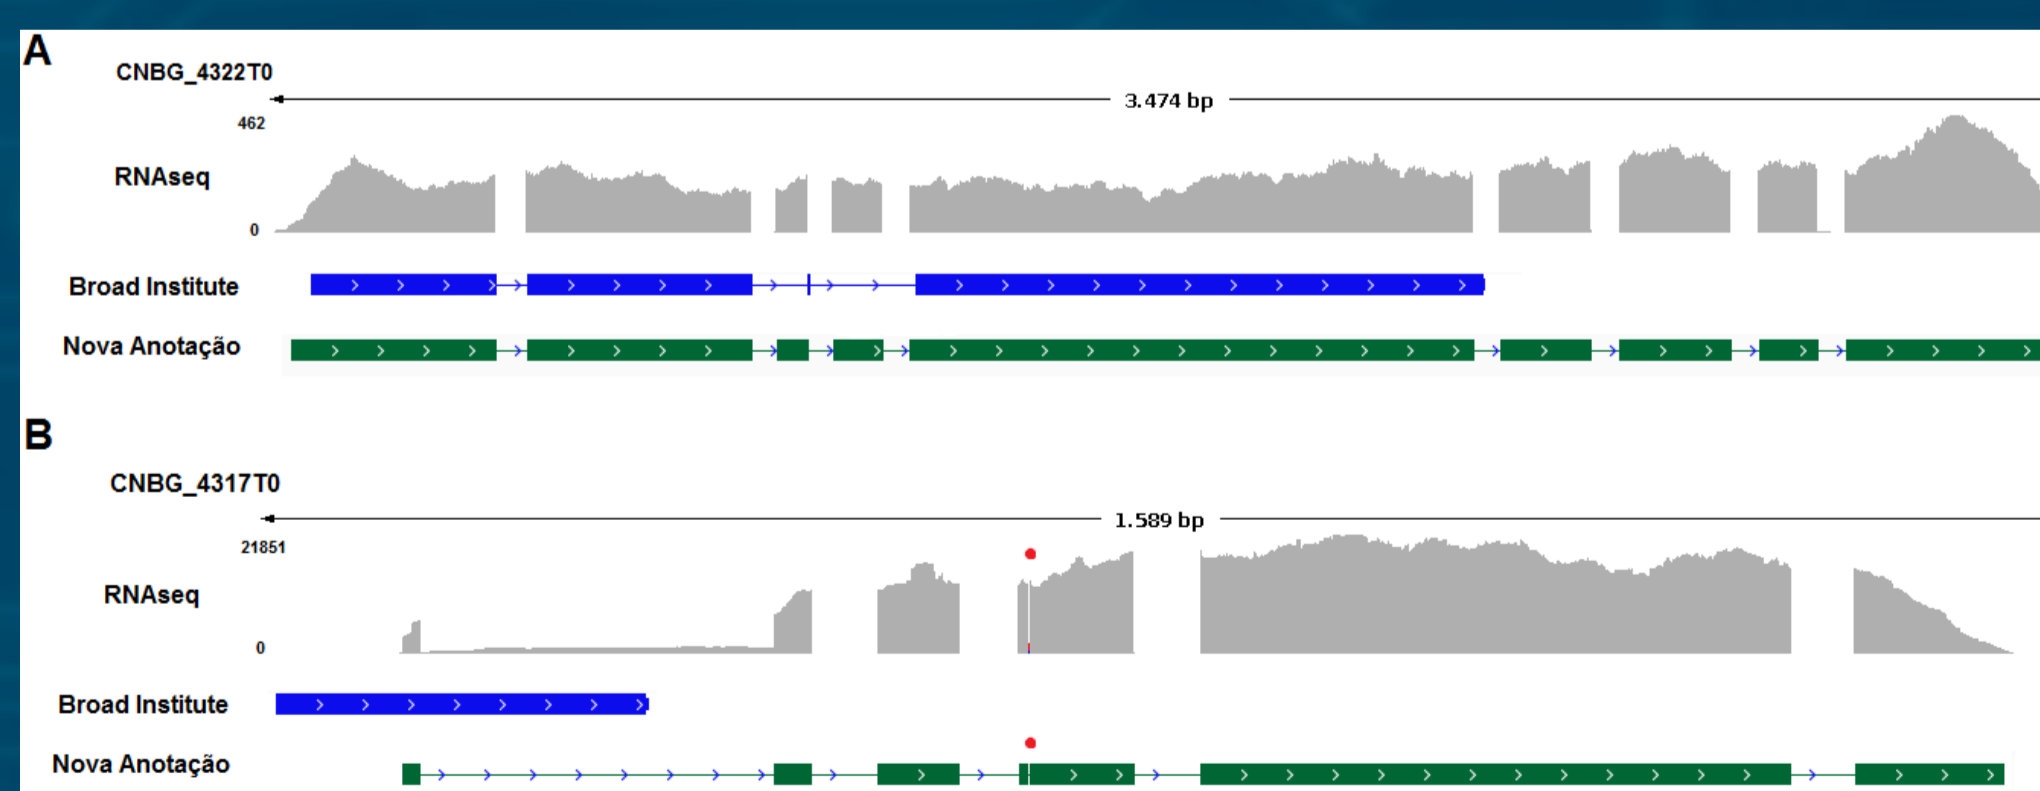 A
CNBG_4322T0
3.474 bp
462
RNAseq
0
Broad Institute
Nova Anotação
B
CNBG_4317T0
1.589 bp
21851
RNAseq
0
Broad Institute
Nova Anotação